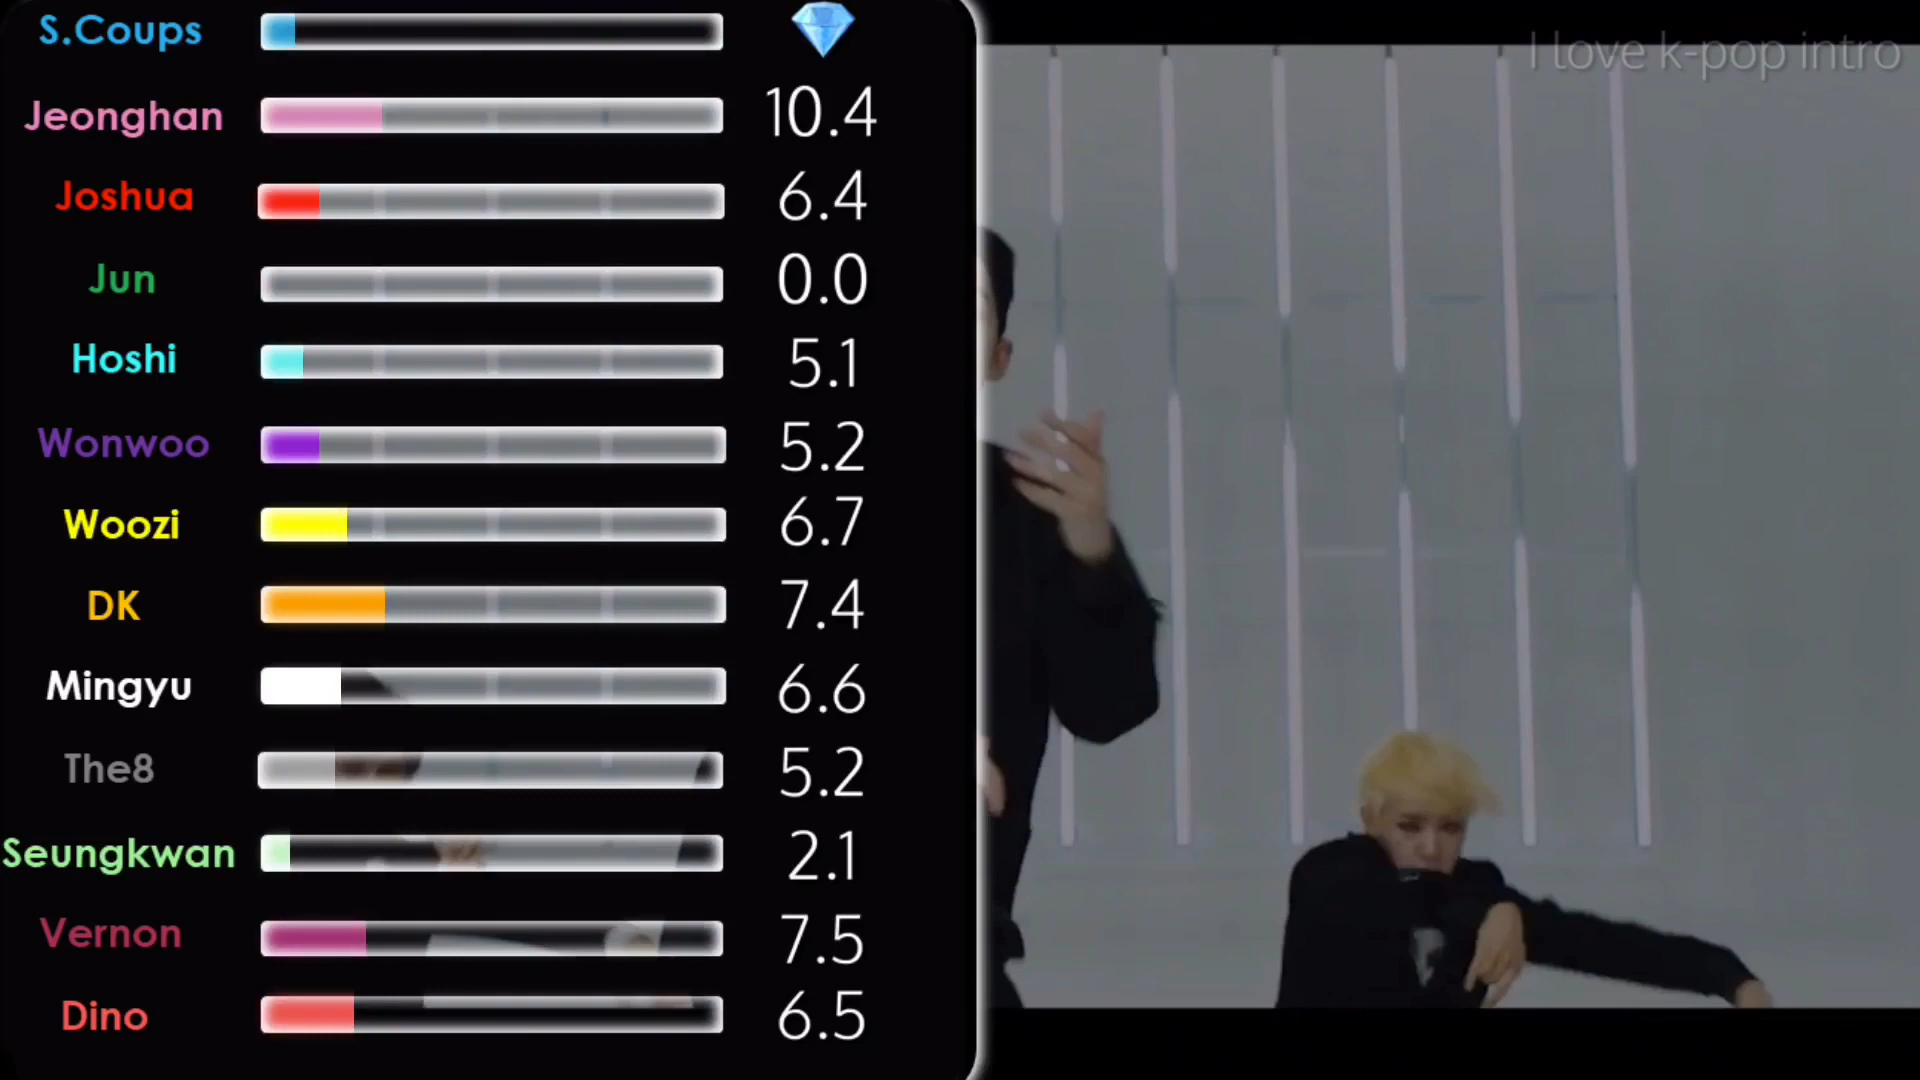 S.Coups
I love k-pop intro
Jeonghan 10.4
Joshua 6.4
Jun 0.0
Hoshi 5.1
Wonwoo 5.2
Woozi 6.7
DK 7.4
Mingyu 6.6
The8 5.2
Seungkwan 2.1
Vernon 7.5
Dino 6.5